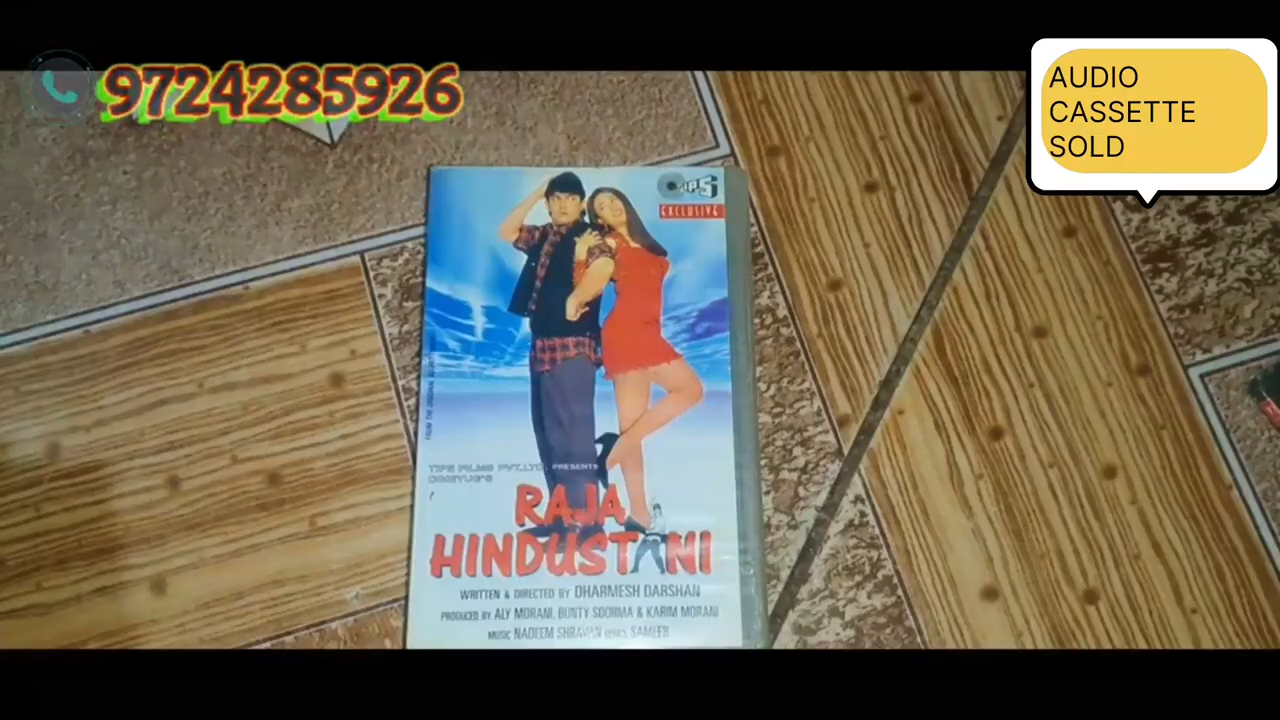 9724285926
AUDIO
CASSETTE
SOLD
TIPS
EXCLUSIVE
TIPS FILMS PVT.LTD. PRESENTS
RAJA
HINDUSTANI
WRITTEN & DIRECTED BY DHARMESH DARSHAN
PRODUCED BY ALY MORANI, BUNTY SOORMA & KARIM MORANI
MUSIC NADEEM SHRAVAN LYRICS SAMEER